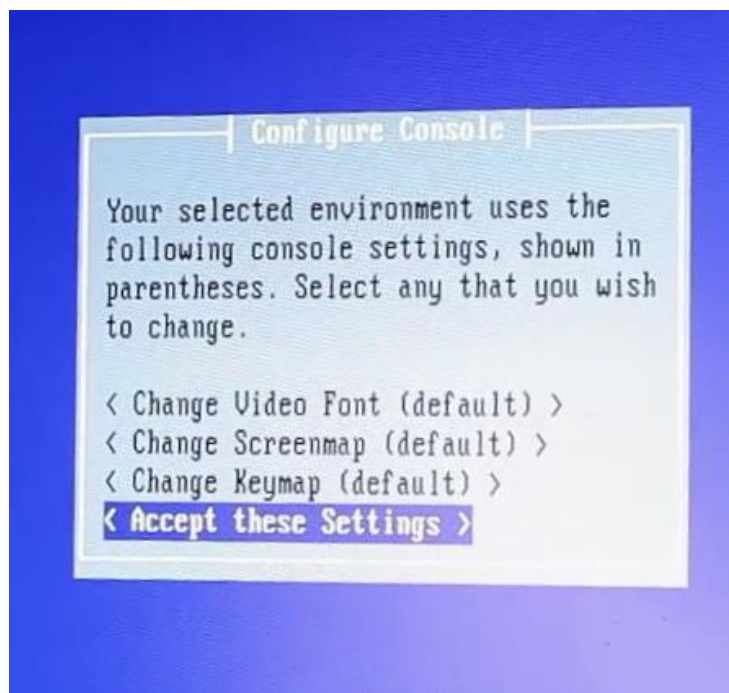 Configure Console
Your selected environment uses the
following console settings, shown in
parentheses. Select any that you wish
to change.
< Change Video Font (default) >
< Change Screenmap (default) >
< Change Keymap (default) >
< Accept these Settings >